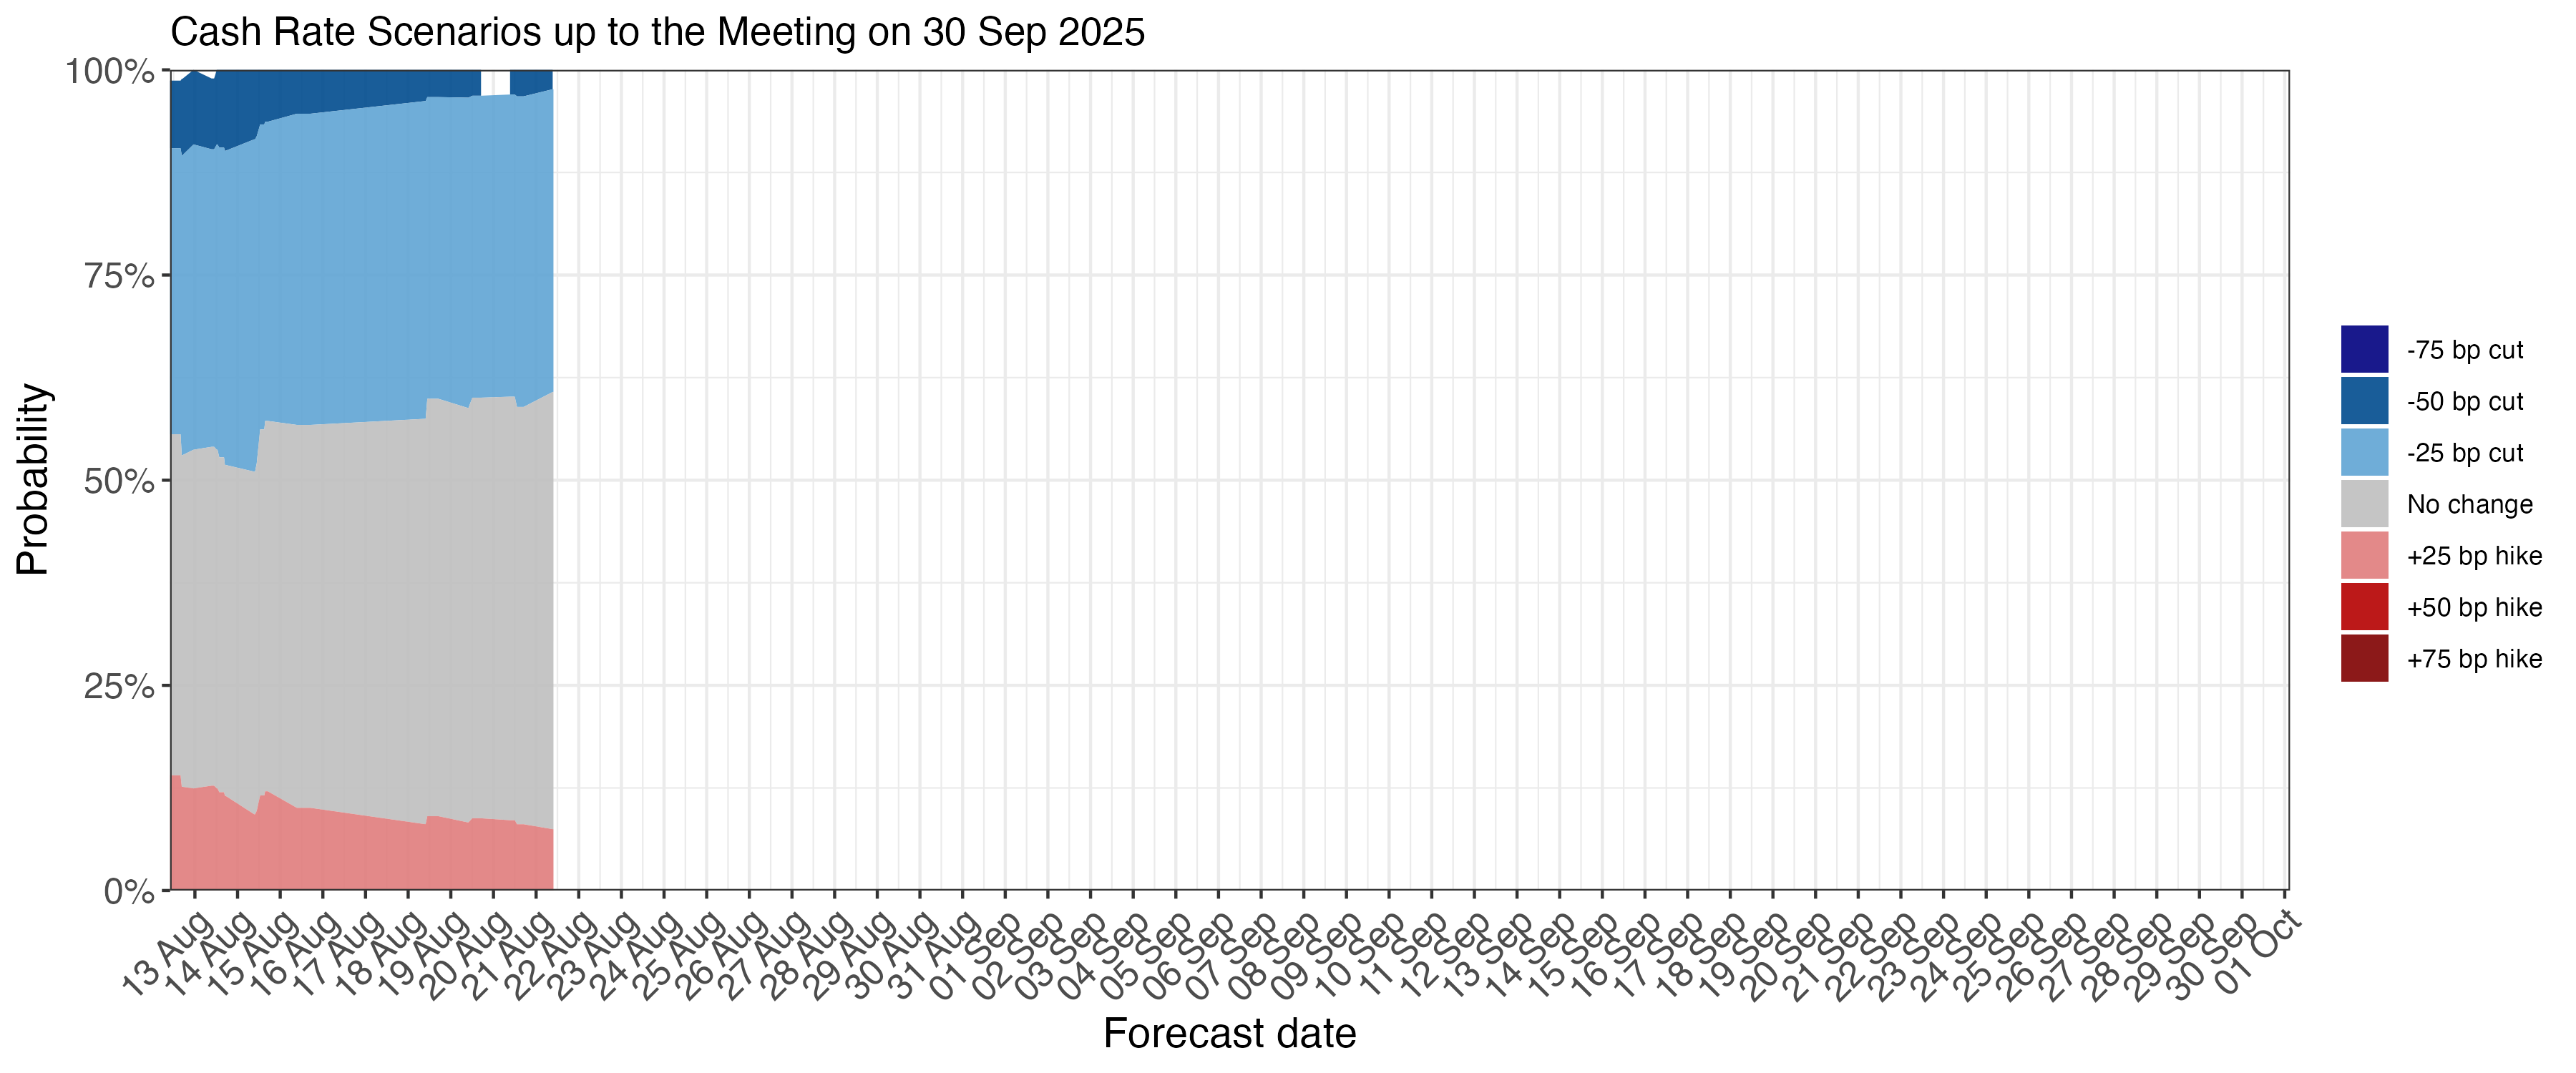 Cash Rate Scenarios up to the Meeting on 30 Sep 2025
100%
75%
50%
25%
0%
Probability
13 Aug
14 Aug
15 Aug
16 Aug
17 Aug
18 Aug
19 Aug
20 Aug
21 Aug
22 Aug
23 Aug
24 Aug
25 Aug
26 Aug
27 Aug
28 Aug
29 Aug
30 Aug
31 Aug
01 Sep
02 Sep
03 Sep
04 Sep
05 Sep
06 Sep
07 Sep
08 Sep
09 Sep
10 Sep
11 Sep
12 Sep
13 Sep
14 Sep
15 Sep
16 Sep
17 Sep
18 Sep
19 Sep
20 Sep
21 Sep
22 Sep
23 Sep
24 Sep
25 Sep
26 Sep
27 Sep
28 Sep
29 Sep
30 Sep
01 Oct
Forecast date
-75 bp cut
-50 bp cut
-25 bp cut
No change
+25 bp hike
+50 bp hike
+75 bp hike